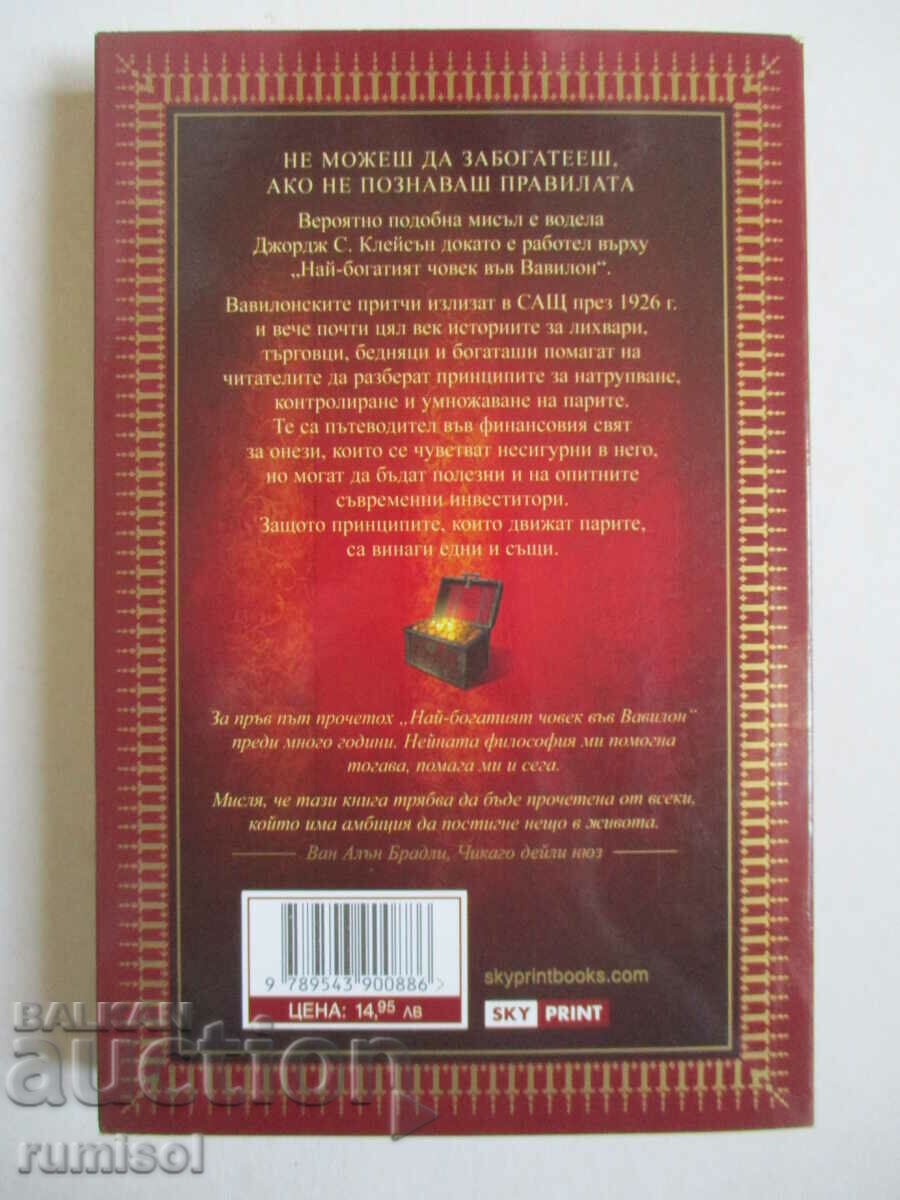 НЕ МОЖЕШ ДА ЗАБОГАТЕЕШ,
АКО НЕ ПОЗНАВАШ ПРАВИЛАТА
Вероятно подобна мисъл е водела
Джордж С. Клейсън докато е работел върху
„Най-богатият човек във Вавилон“.
Вавилонските притчи излизат в САЩ през 1926 г.
и вече почти цял век историите за лихвари,
търговци, бедняци и богаташи помагат на
читателите да разберат принципите за натрупване,
контролиране и умножаване на парите.
Те са пътеводител във финансовия свят
за онези, които се чувстват несигурни в него,
но могат да бъдат полезни и на опитните
съвременни инвеститори.
Защото принципите, които движат парите,
са винаги едни и същи.
За пръв път прочетох „Най-богатият човек във Вавилон“
преди много години. Нейната философия ми помогна
тогава, помага ми и сега.
Мисля, че тази книга трябва да бъде прочетена от всеки,
който има амбиция да постигне нещо в живота.
Ван Алън Брадли, Чикаго дейли нюз
9 789543 900886 >
ЦЕНА: 14,95 ЛВ
skyprintbooks.com
SKY PRINT
BALKAN
auction
rumisol